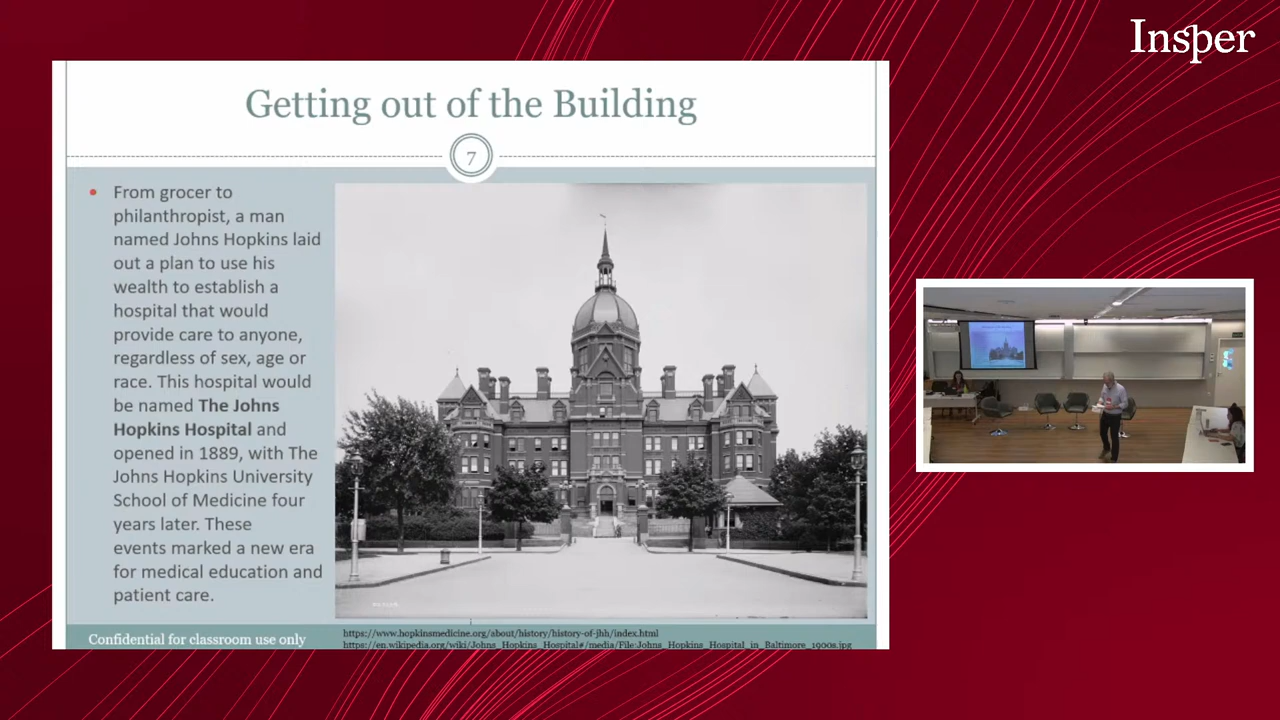 Insper
Getting out of the Building
7
• From grocer to
philanthropist, a man
named Johns Hopkins laid
out a plan to use his
wealth to establish a
hospital that would
provide care to anyone,
regardless of sex, age or
race. This hospital would
be named The Johns
Hopkins Hospital and
opened in 1889, with The
Johns Hopkins University
School of Medicine four
years later. These
events marked a new era
for medical education and
patient care.
Confidential for classroom use only
https://www.hopkinsmedicine.org/about/history/history-of-jhh/index.html
https://en.wikipedia.org/wiki/Johns_Hopkins_Hospital#/media/File:Johns_Hopkins_Hospital_in_Baltimore_1900s.jpg